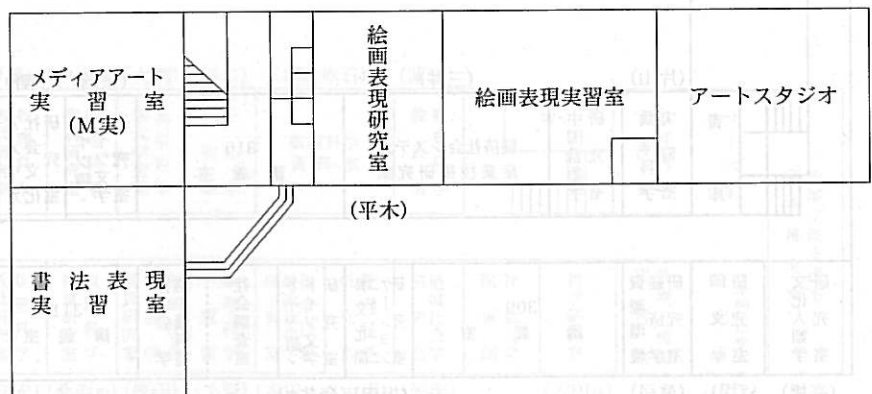 メディアアート
実習室
(M実)
絵画表現研究室
絵画表現実習室
アートスタジオ
(平木)
書法表現
実習室